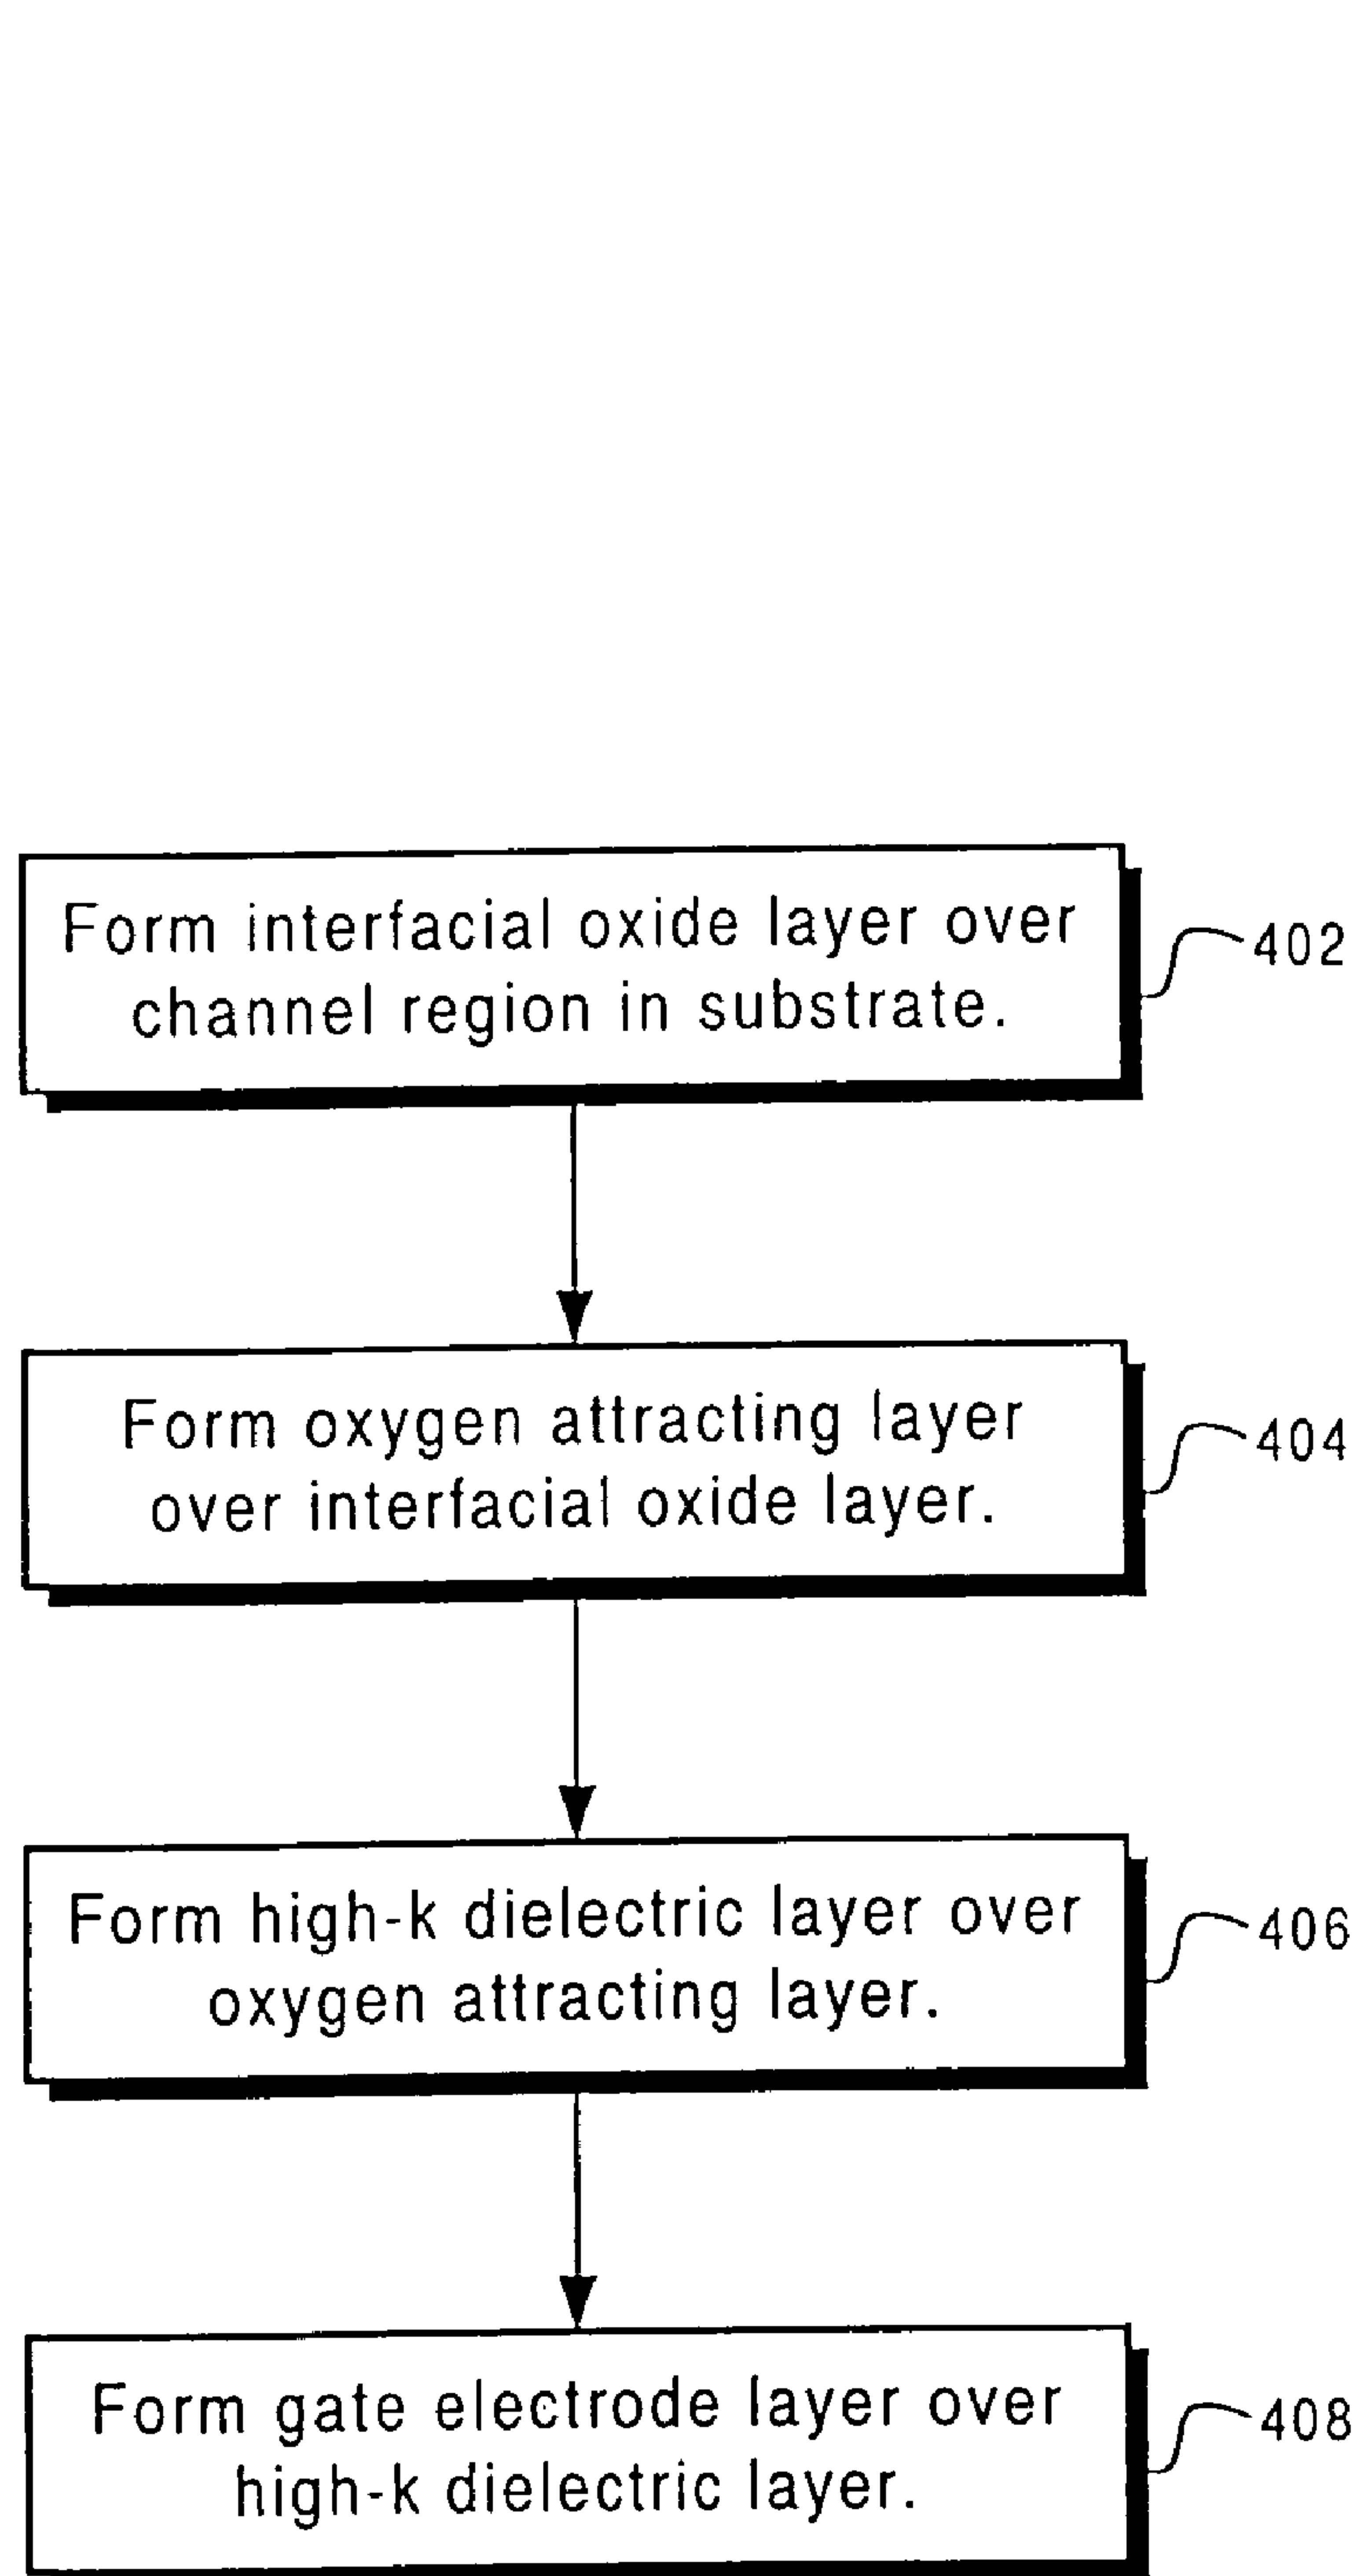 Form interfacial oxide layer over
channel region in substrate.
402
Form oxygen attracting layer
over interfacial oxide layer.
404
Form high-k dielectric layer over
oxygen attracting layer.
406
Form gate electrode layer over
high-k dielectric layer.
408